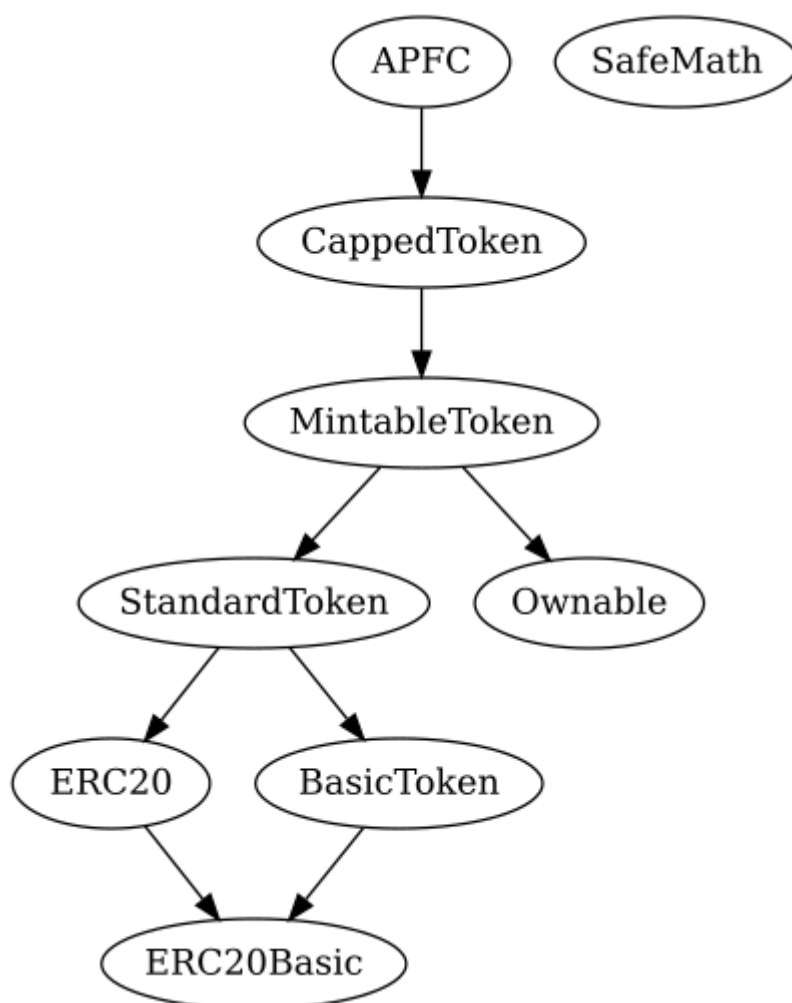 APFC
SafeMath
CappedToken
MintableToken
StandardToken
Ownable
ERC20
BasicToken
ERC20Basic